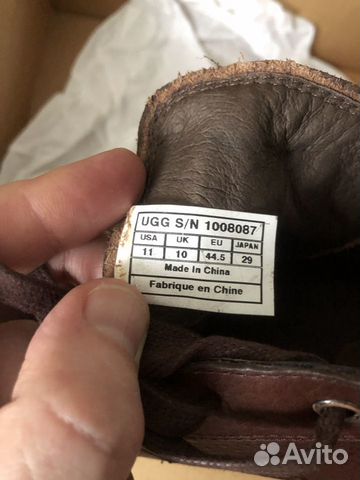 UGG S/N 1008087
USA UK EU JAPAN
11 10 44.5 29
Made In China
Fabrique en Chine
Avito